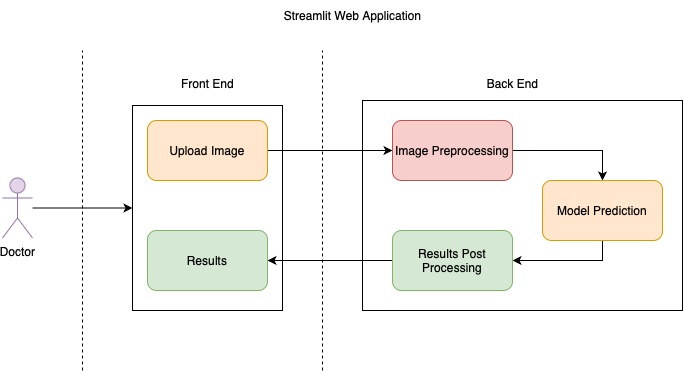 Streamlit Web Application
Front End
Back End
Upload Image
Image Preprocessing
Model Prediction
Doctor
Results
Results Post
Processing